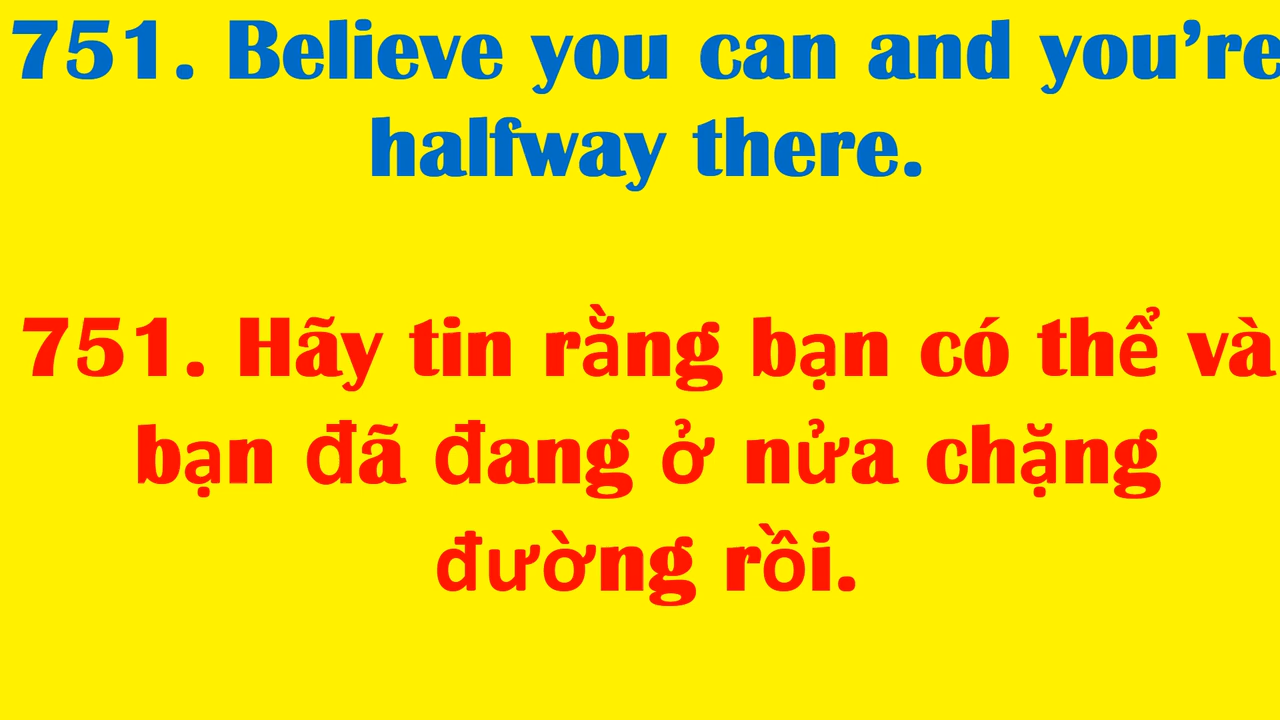 751. Believe you can and you’re
halfway there.
751. Hãy tin rằng bạn có thể và
bạn đã đang ở nửa chặng
đường rồi.